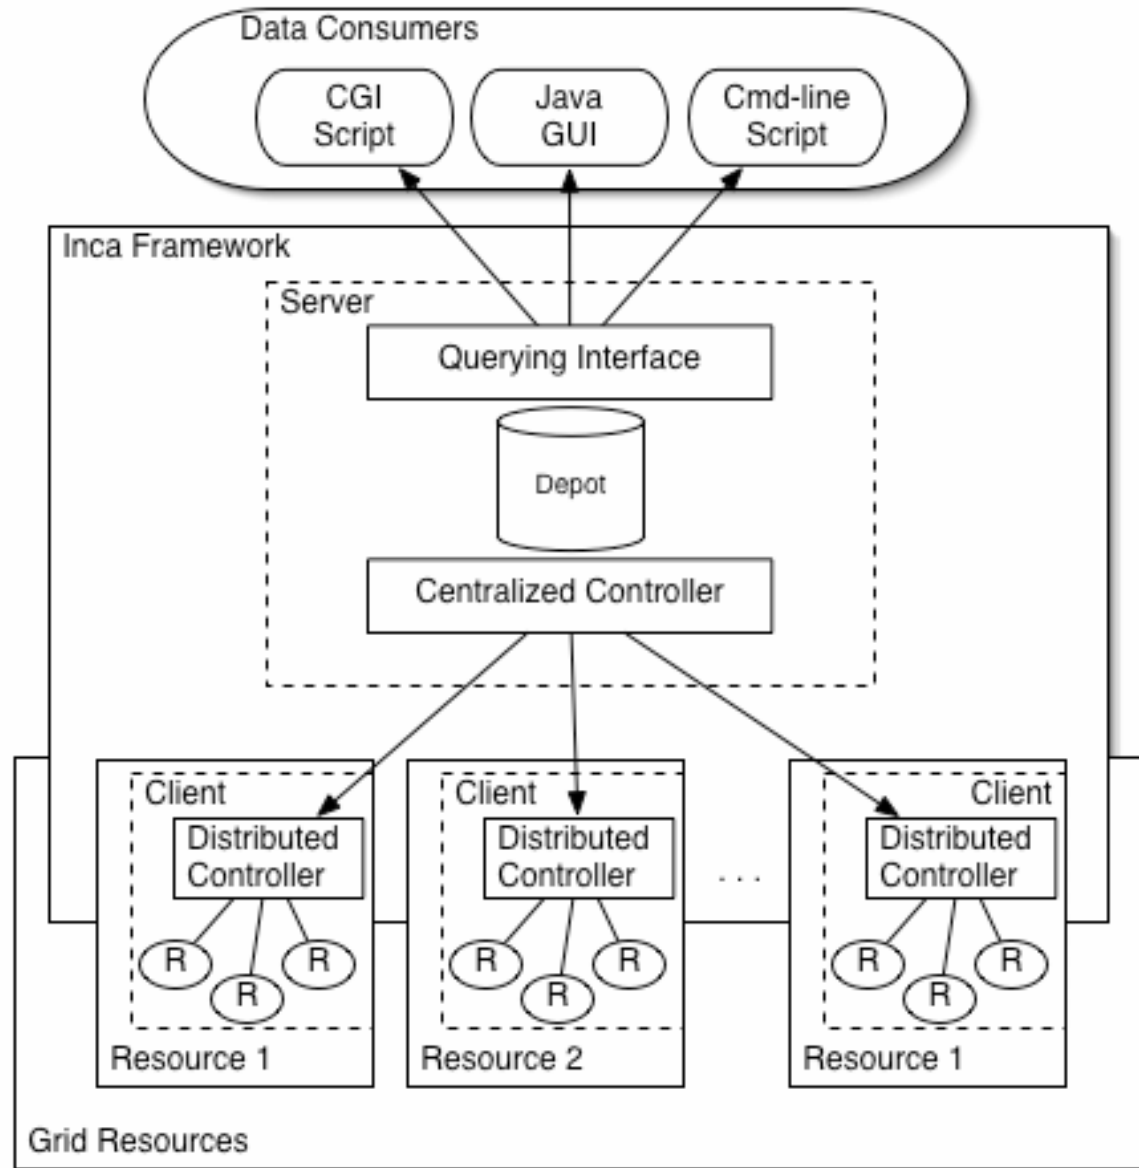 Data Consumers
CGI
Script
Java
GUI
Cmd-line
Script
Inca Framework
Server
Querying Interface
Depot
Centralized Controller
Client
Distributed
Controller
R
R
R
Resource 1
Client
Distributed
Controller
R
R
R
Resource 2
. . .
Client
Distributed
Controller
R
R
R
Resource 1
Grid Resources